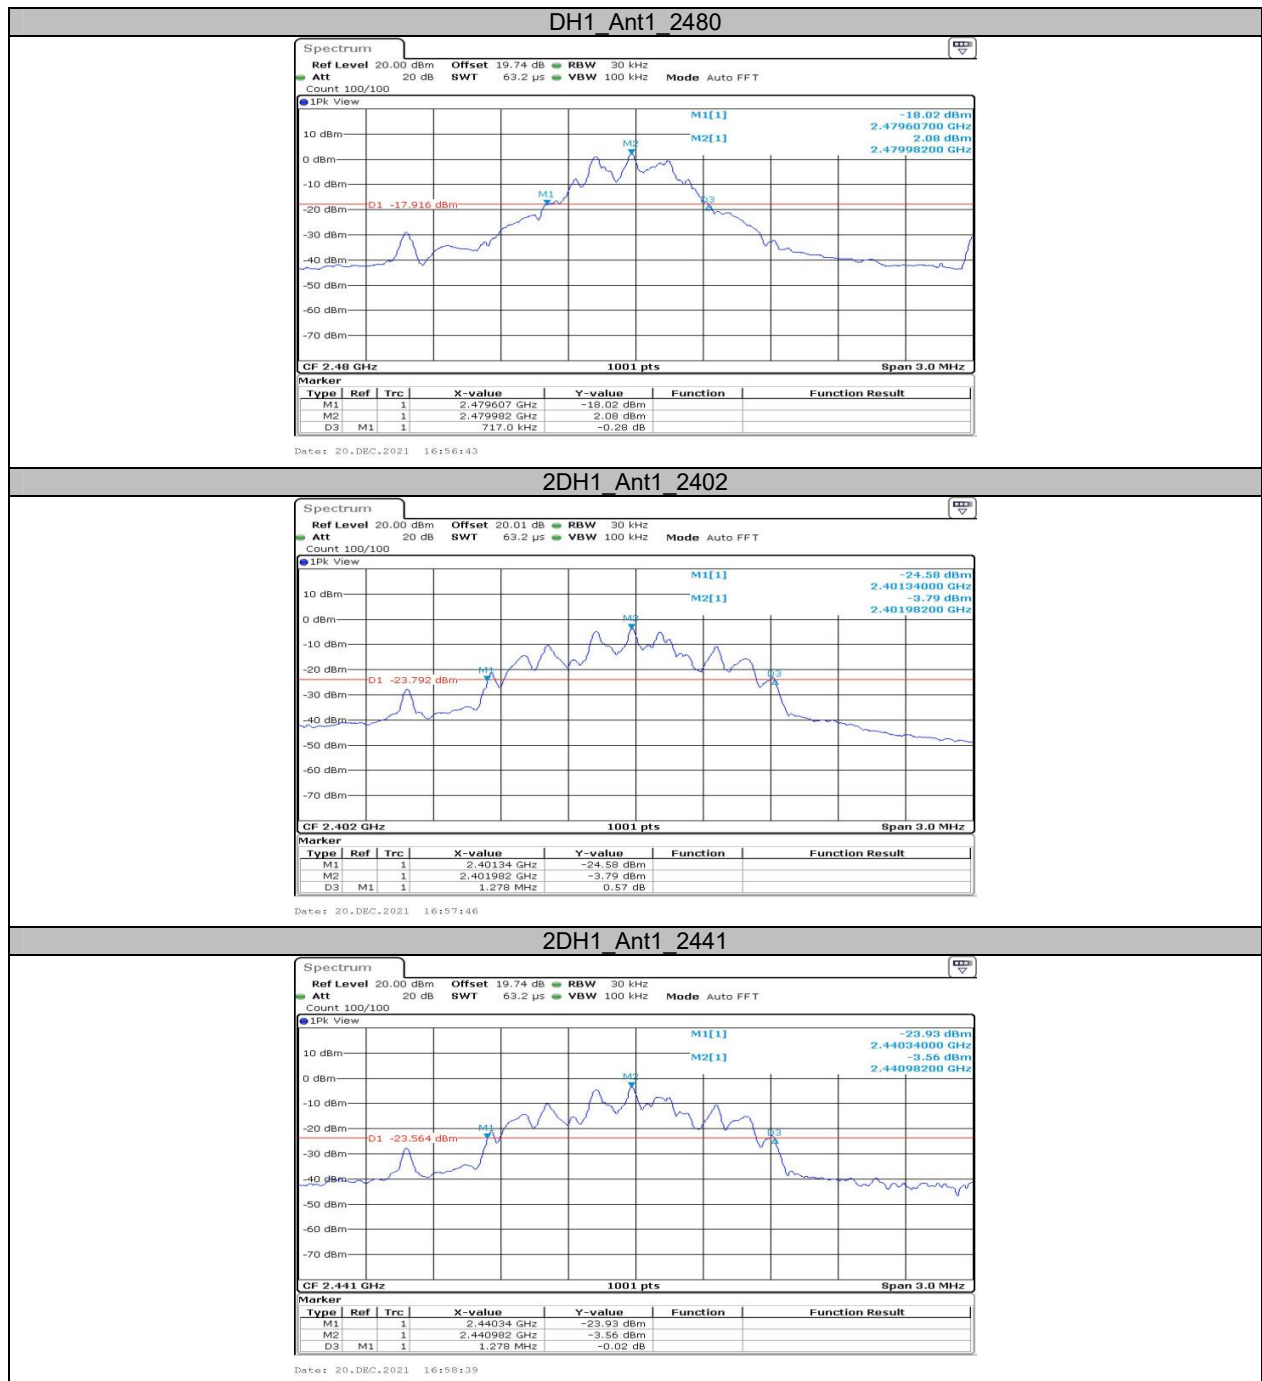 DH1_Ant1_2480
Spectrum
Ref Level 20.00 dBm Offset 19.74 dB RBW 30 kHz
Att 20 dB SWT 63.2 µs VBW 100 kHz Mode Auto FFT
Count 100/100
1Pk View
M1[1] -18.02 dBm
2.47960700 GHz
10 dBm
M2[1] 2.08 dBm
2.47998200 GHz
M2
0 dBm
-10 dBm
M1
D1 -17.916 dBm
D3
-20 dBm
-30 dBm
-40 dBm
-50 dBm
-60 dBm
-70 dBm
CF 2.48 GHz 1001 pts Span 3.0 MHz
Marker
Type Ref Trc X-value Y-value Function Function Result
M1 1 2.479607 GHz -18.02 dBm
M2 1 2.479982 GHz 2.08 dBm
D3 M1 1 717.0 kHz -0.28 dB
Date: 20.DEC.2021 16:56:43
2DH1_Ant1_2402
Spectrum
Ref Level 20.00 dBm Offset 20.01 dB RBW 30 kHz
Att 20 dB SWT 63.2 µs VBW 100 kHz Mode Auto FFT
Count 100/100
1Pk View
M1[1] -24.58 dBm
2.40134000 GHz
10 dBm
M2[1] -3.79 dBm
2.40198200 GHz
0 dBm
M2
-10 dBm
-20 dBm
M1
D3
D1 -23.792 dBm
-30 dBm
-40 dBm
-50 dBm
-60 dBm
-70 dBm
CF 2.402 GHz 1001 pts Span 3.0 MHz
Marker
Type Ref Trc X-value Y-value Function Function Result
M1 1 2.40134 GHz -24.58 dBm
M2 1 2.401982 GHz -3.79 dBm
D3 M1 1 1.278 MHz 0.57 dB
Date: 20.DEC.2021 16:57:46
2DH1_Ant1_2441
Spectrum
Ref Level 20.00 dBm Offset 19.74 dB RBW 30 kHz
Att 20 dB SWT 63.2 µs VBW 100 kHz Mode Auto FFT
Count 100/100
1Pk View
M1[1] -23.93 dBm
2.44034000 GHz
10 dBm
M2[1] -3.56 dBm
2.44098200 GHz
0 dBm
M2
-10 dBm
-20 dBm
M1
D3
D1 -23.564 dBm
-30 dBm
-40 dBm
-50 dBm
-60 dBm
-70 dBm
CF 2.441 GHz 1001 pts Span 3.0 MHz
Marker
Type Ref Trc X-value Y-value Function Function Result
M1 1 2.44034 GHz -23.93 dBm
M2 1 2.440982 GHz -3.56 dBm
D3 M1 1 1.278 MHz -0.02 dB
Date: 20.DEC.2021 16:58:39